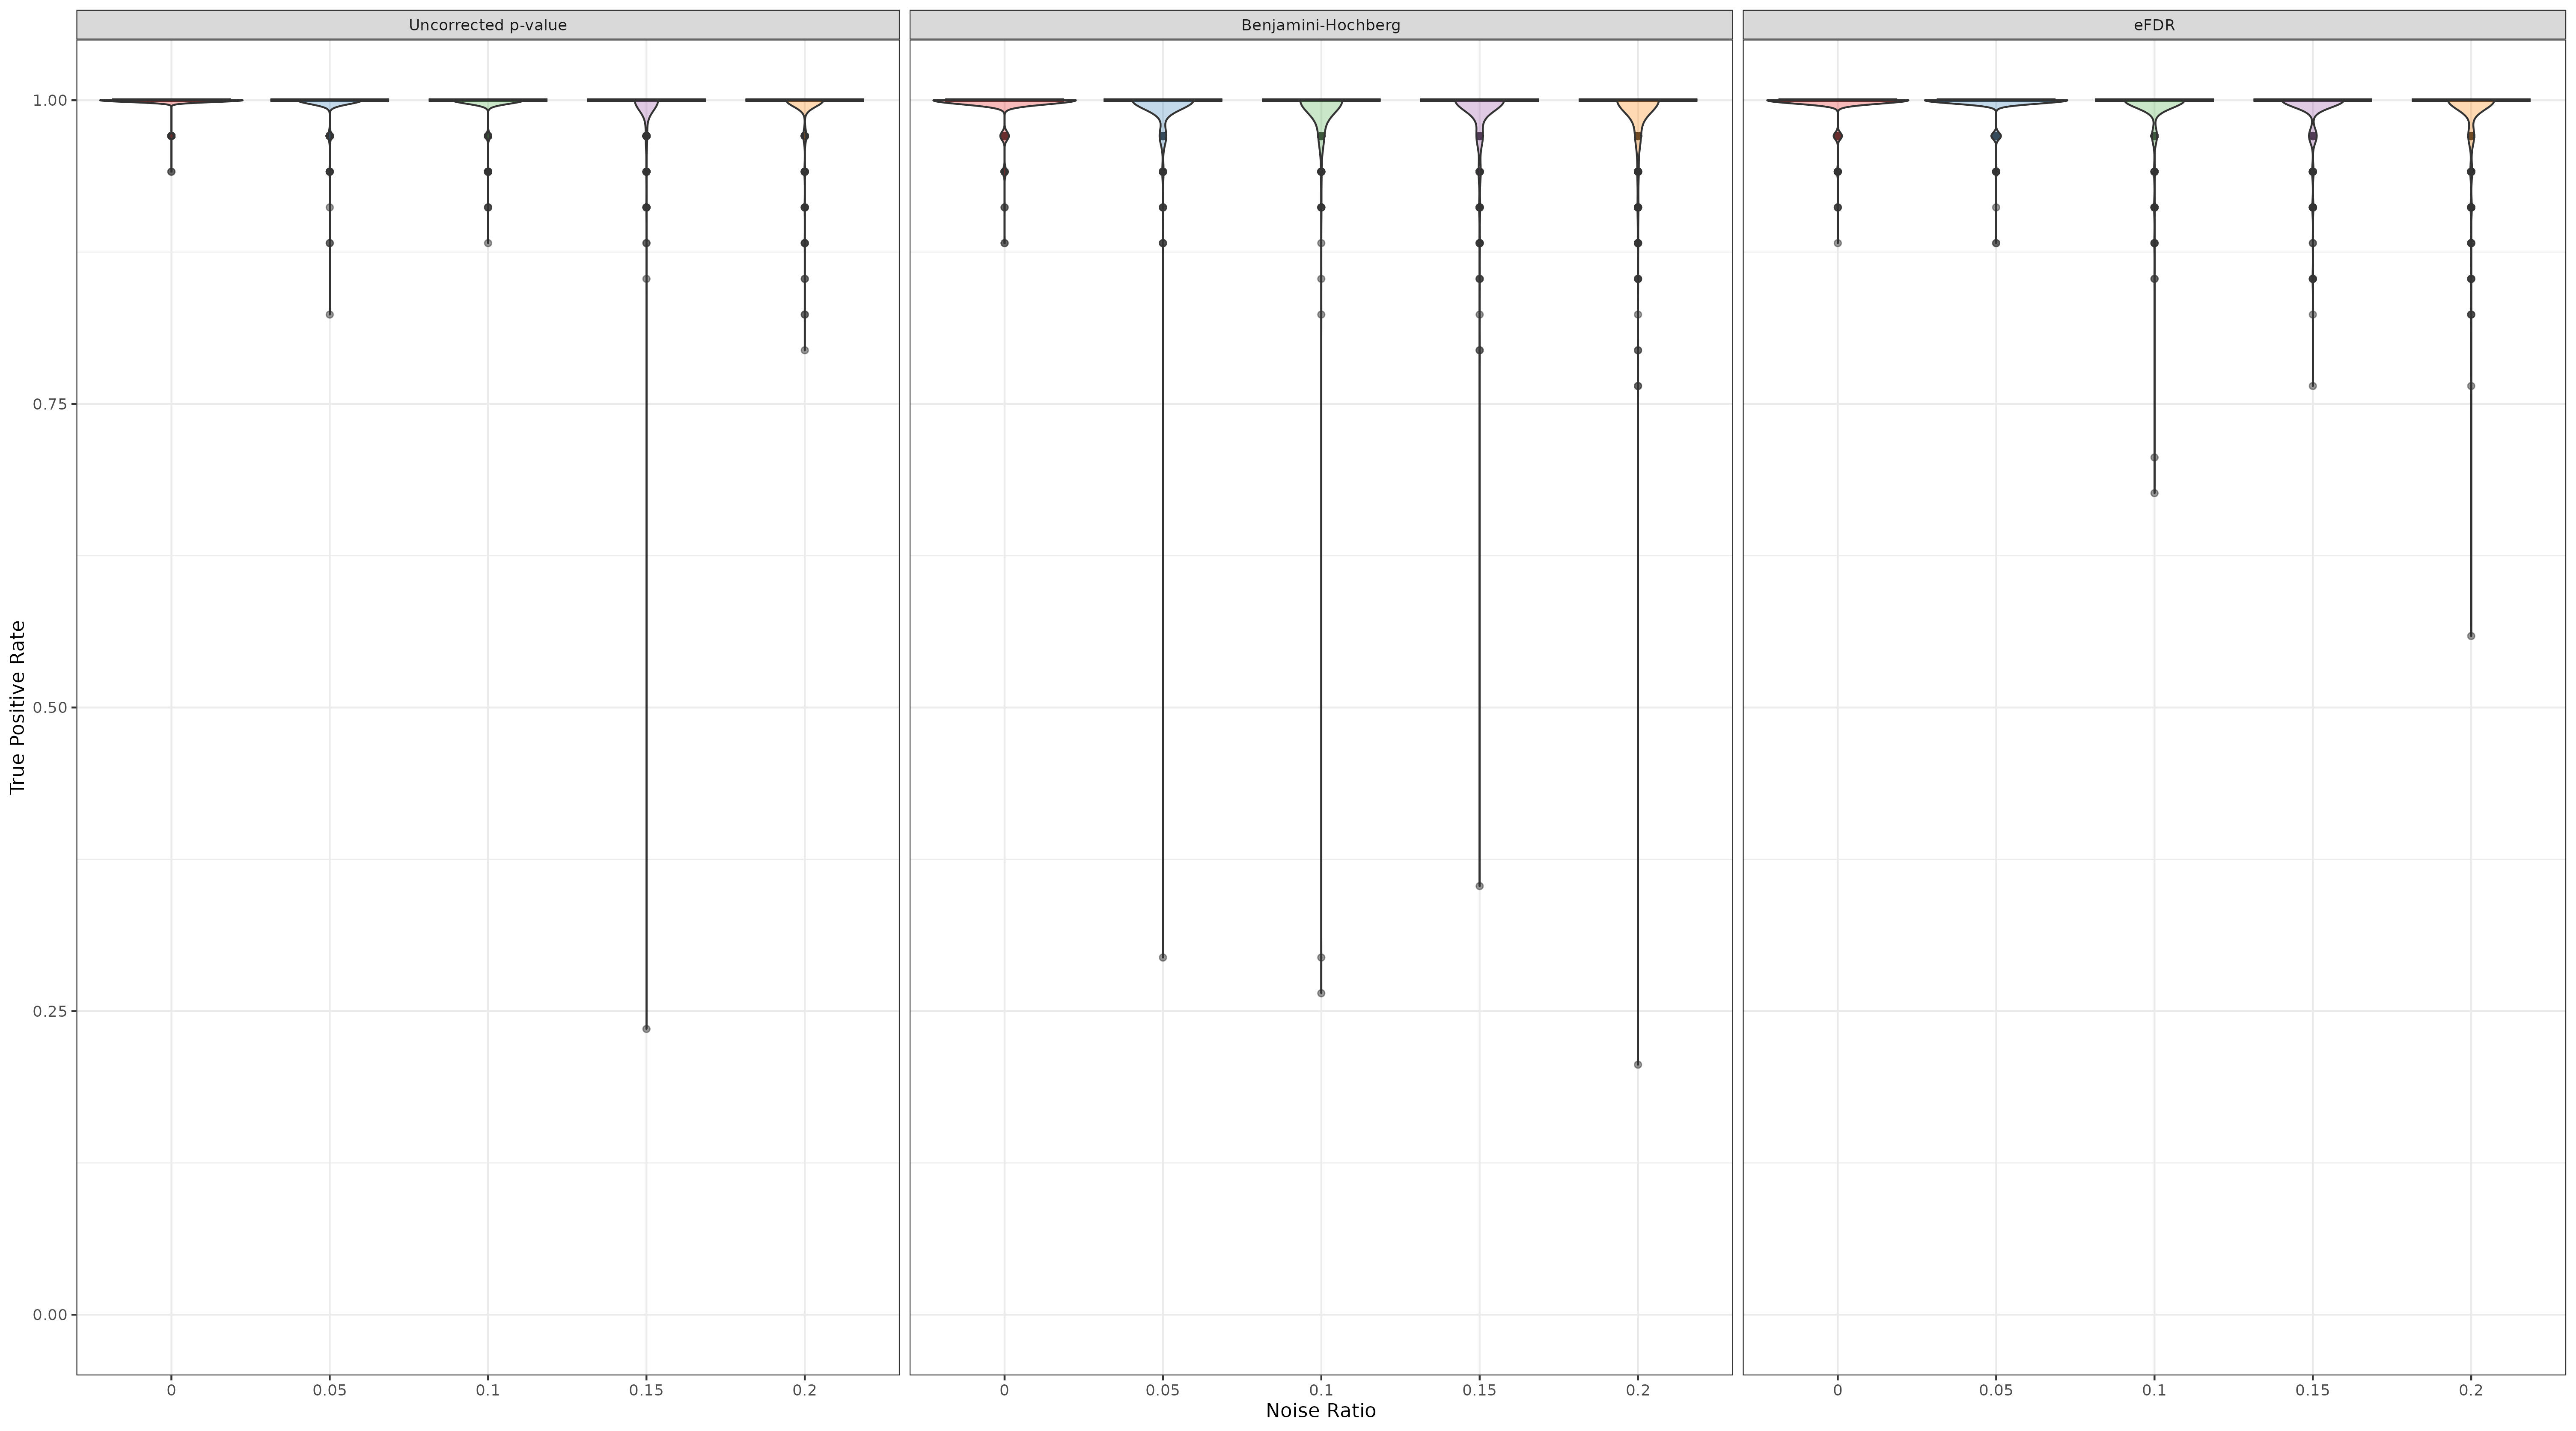 Uncorrected p-value
Benjamini-Hochberg
eFDR
True Positive Rate
1.00
0.75
0.50
0.25
0.00
0 0.05 0.1 0.15 0.2
0 0.05 0.1 0.15 0.2
0 0.05 0.1 0.15 0.2
Noise Ratio